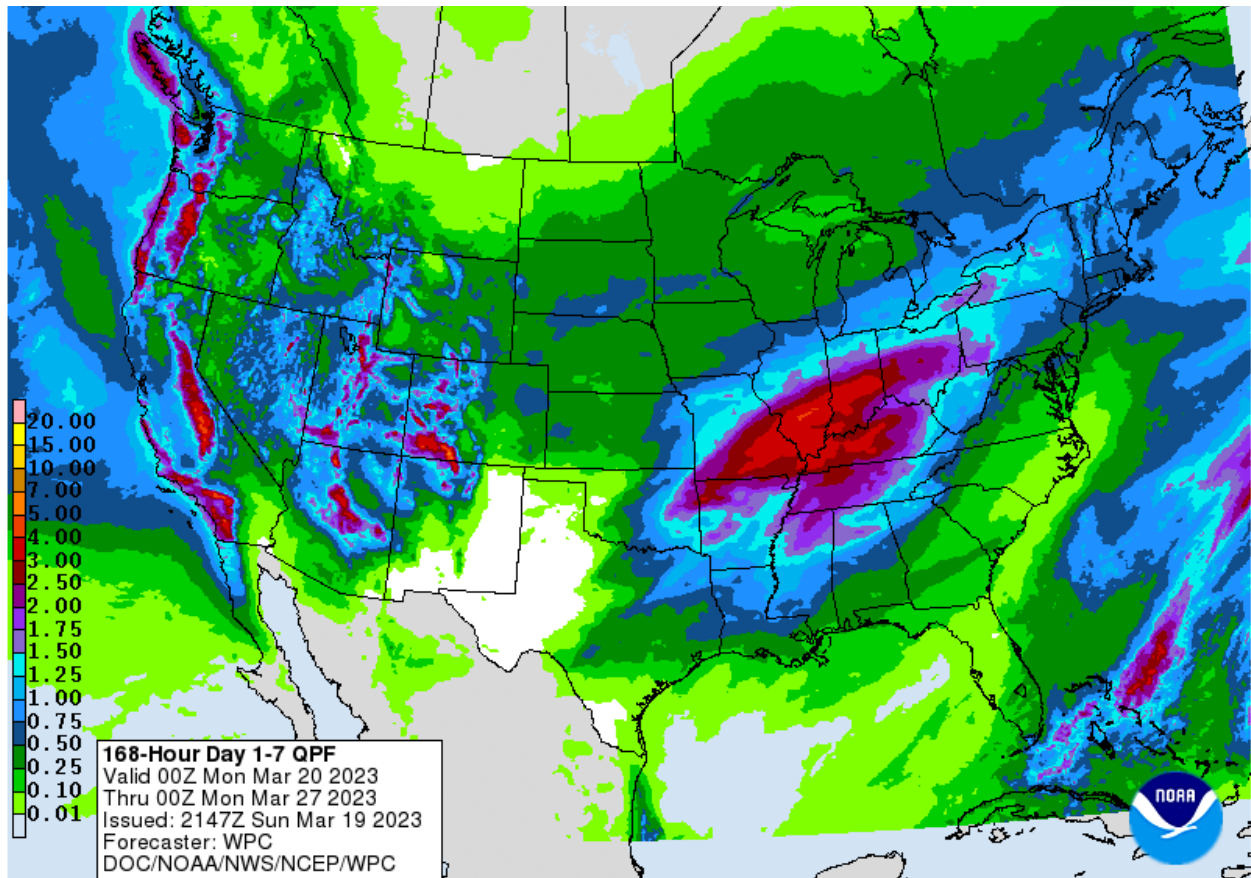 20.00
15.00
10.00
7.00
5.00
4.00
3.00
2.50
2.00
1.75
1.50
1.25
1.00
0.75
0.50
0.25
0.10
0.01
168-Hour Day 1-7 QPF
Valid 00Z Mon Mar 20 2023
Thru 00Z Mon Mar 27 2023
Issued: 2147Z Sun Mar 19 2023
Forecaster: WPC
DOC/NOAA/NWS/NCEP/WPC
NOAA